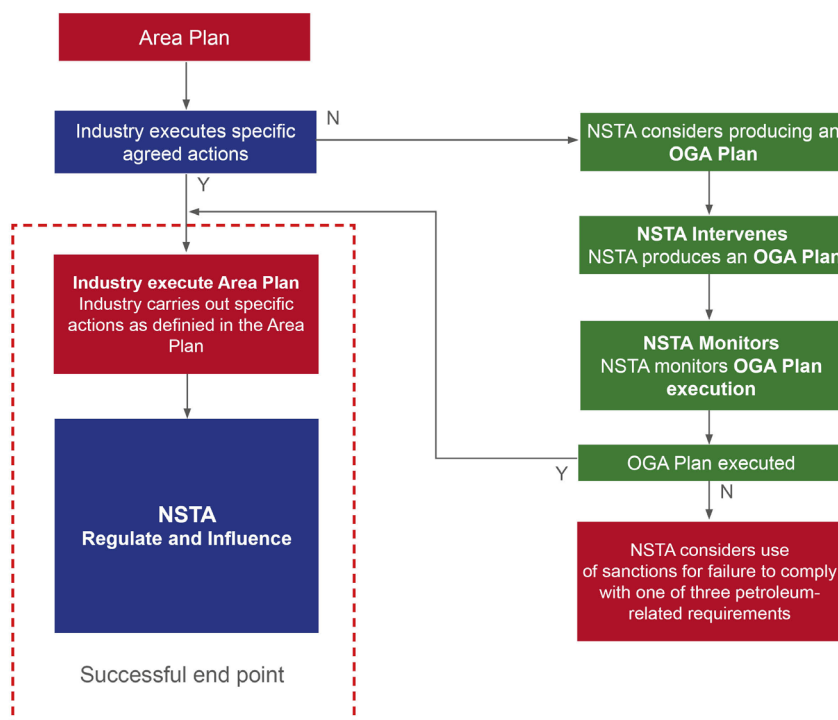 Area Plan
Industry executes specific
agreed actions
N
Y
NSTA considers producing an
OGA Plan
NSTA Intervenes
NSTA produces an OGA Plan
Industry execute Area Plan
Industry carries out specific
actions as definied in the Area
Plan
NSTA Monitors
NSTA monitors OGA Plan
execution
NSTA
Regulate and Influence
OGA Plan executed
Y
N
NSTA considers use
of sanctions for failure to comply
with one of three petroleum-
related requirements
Successful end point